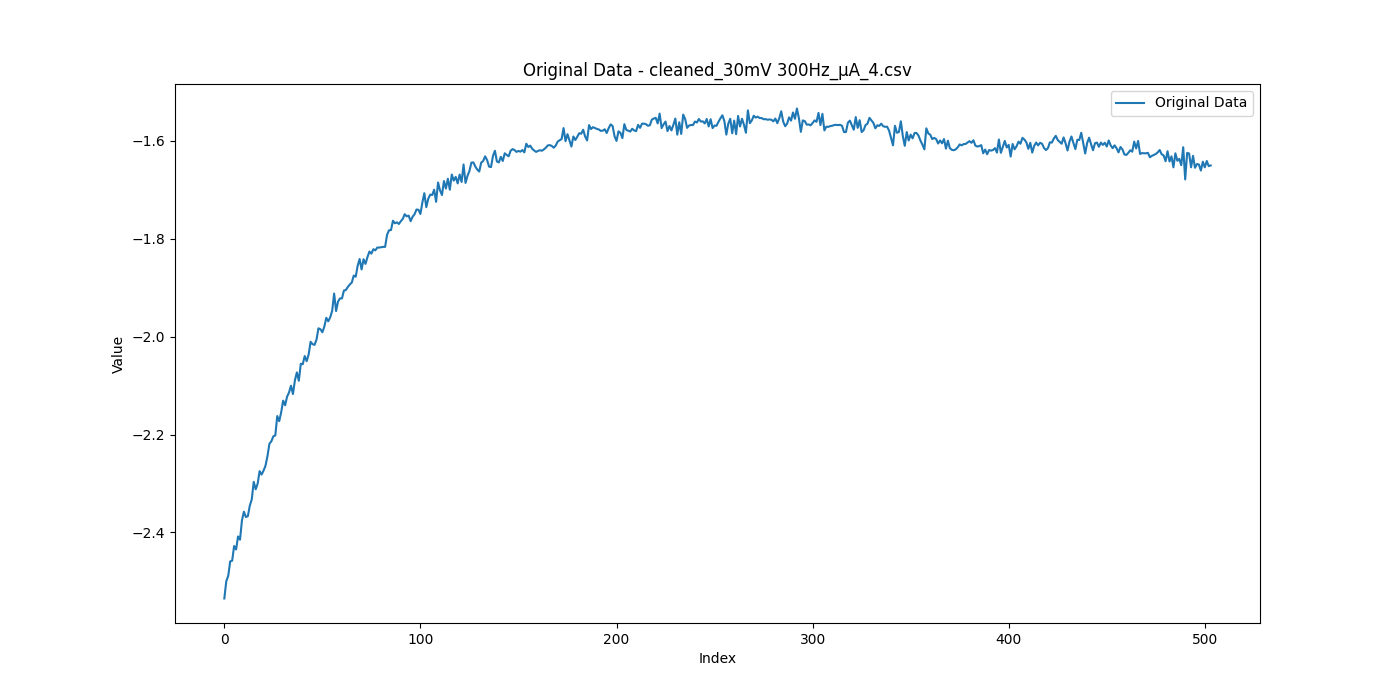 Original Data - cleaned_30mV 300Hz_μA_4.csv
Original Data
Value
−1.6
−1.8
−2.0
−2.2
−2.4
0
100
200
300
400
500
Index